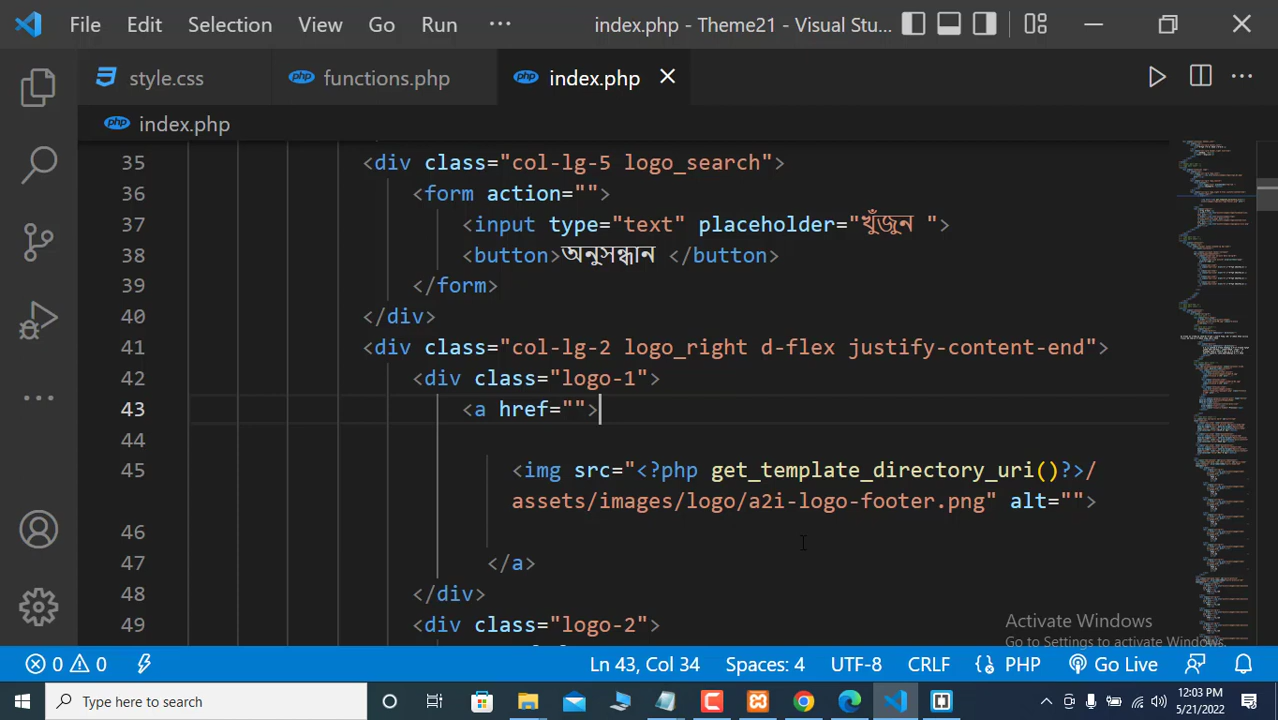 File Edit Selection View Go Run ··· index.php - Theme21 - Visual Stu...
style.css functions.php index.php
index.php
35 <div class="col-lg-5 logo_search">
36 <form action="">
37 <input type="text" placeholder="খুঁজুন ">
38 <button>অনুসন্ধান </button>
39 </form>
40 </div>
41 <div class="col-lg-2 logo_right d-flex justify-content-end">
42 <div class="logo-1">
43 <a href="">
44
45 <img src="<?php get_template_directory_uri()?>/
assets/images/logo/a2i-logo-footer.png" alt="">
46
47 </a>
48 </div>
49 <div class="logo-2">
Activate Windows
Go to Settings to activate Windows.
0 0 Ln 43, Col 34 Spaces: 4 UTF-8 CRLF PHP Go Live
Type here to search
12:03 PM
5/21/2022